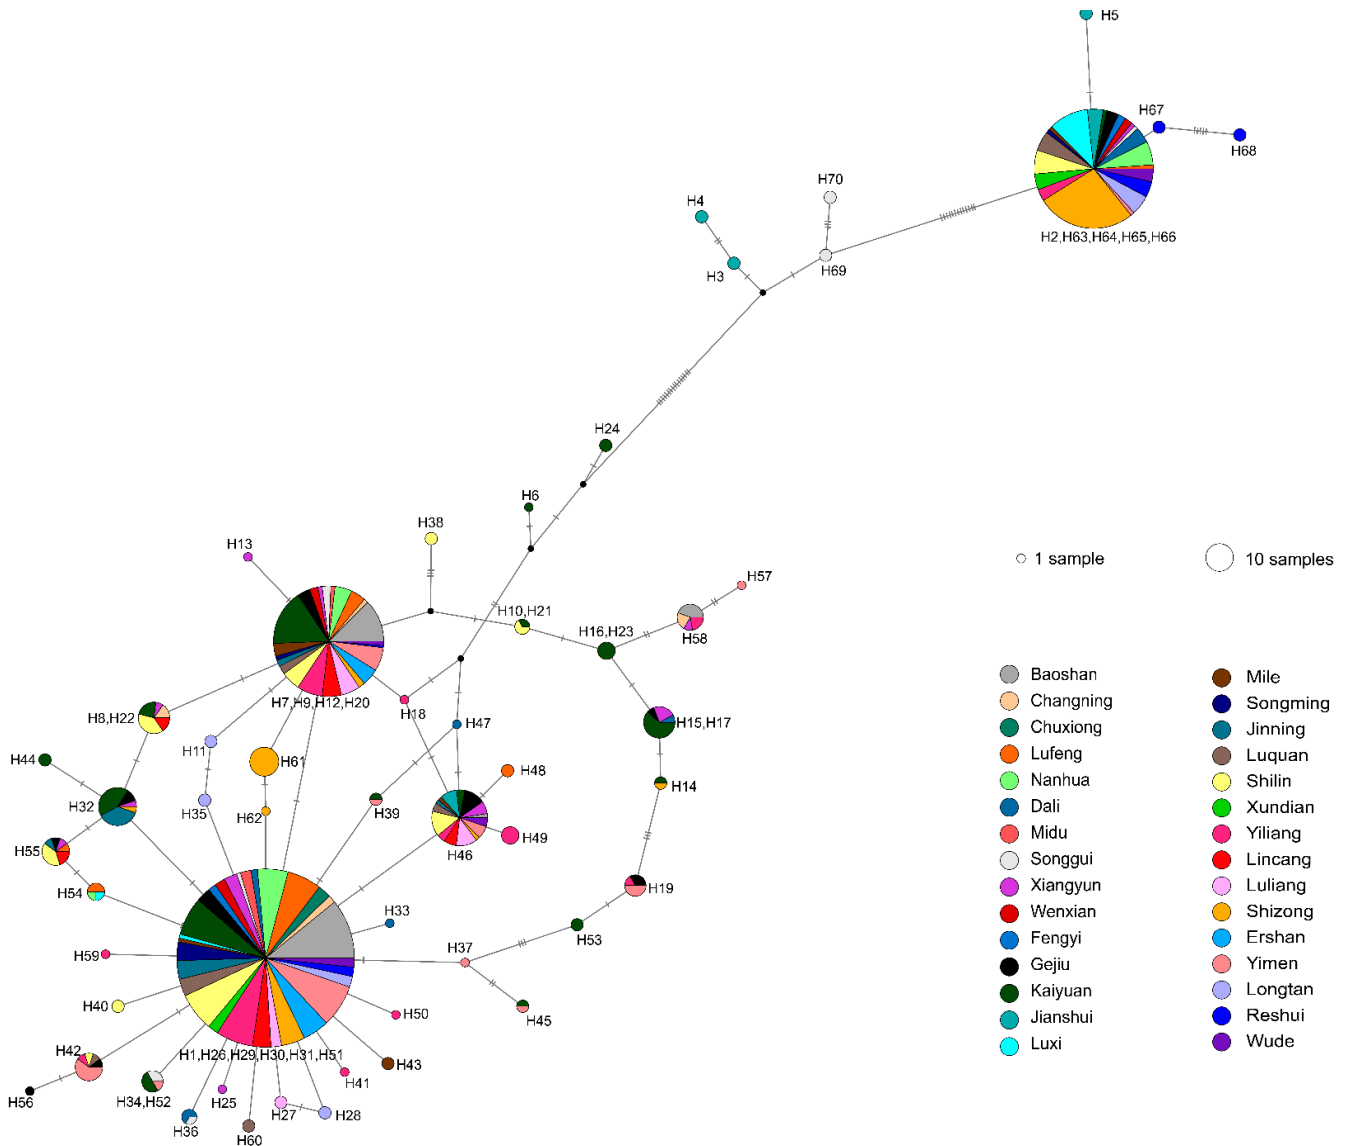 H5
H67
H68
H70
H4
H2,H63,H64,H65,H66
H69
H3
H24
H6
H38
H13
1 sample
10 samples
H57
H10,H21
H16,H23
H58
Baoshan
Changning
Chuxiong
Lufeng
Nanhua
Dali
Midu
Songgui
Xiangyun
Wenxian
Fengyi
Gejiu
Kaiyuan
Jianshui
Luxi
Mile
Songming
Jinning
Luquan
Shilin
Xundian
Yiliang
Lincang
Luliang
Shizong
Ershan
Yimen
Longtan
Reshui
Wude
H7,H9,H12,H20
H18
H8,H22
H15,H17
H47
H11
H44
H61
H48
H14
H32
H35
H62
H39
H49
H55
H46
H54
H19
H33
H53
H59
H37
H40
H50
H45
H1,H26,H29,H30,H31,H51
H42
H43
H41
H56
H34,H52
H25
H27
H28
H36
H60